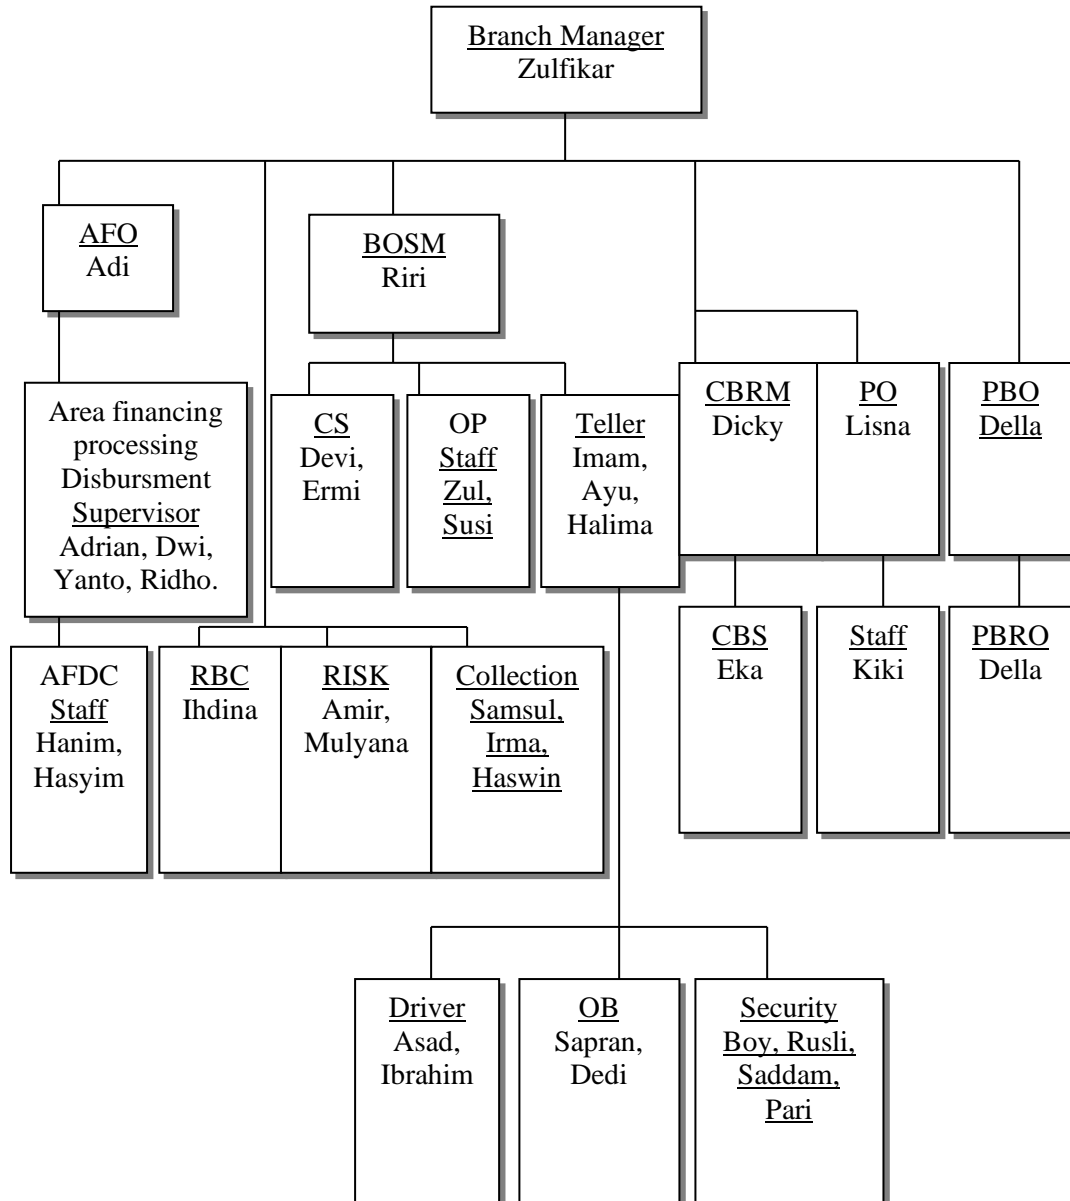 Branch Manager
Zulfikar
AFO
Adi
BOSM
Riri
Area financing
processing
Disbursment
Supervisor
Adrian, Dwi,
Yanto, Ridho.
CS
Devi,
Ermi
OP
Staff
Zul,
Susi
Teller
Imam,
Ayu,
Halima
CBRM
Dicky
PO
Lisna
PBO
Della
AFDC
Staff
Hanim,
Hasyim
RBC
Ihdina
RISK
Amir,
Mulyana
Collection
Samsul,
Irma,
Haswin
CBS
Eka
Staff
Kiki
PBRO
Della
Driver
Asad,
Ibrahim
OB
Sapran,
Dedi
Security
Boy, Rusli,
Saddam,
Pari